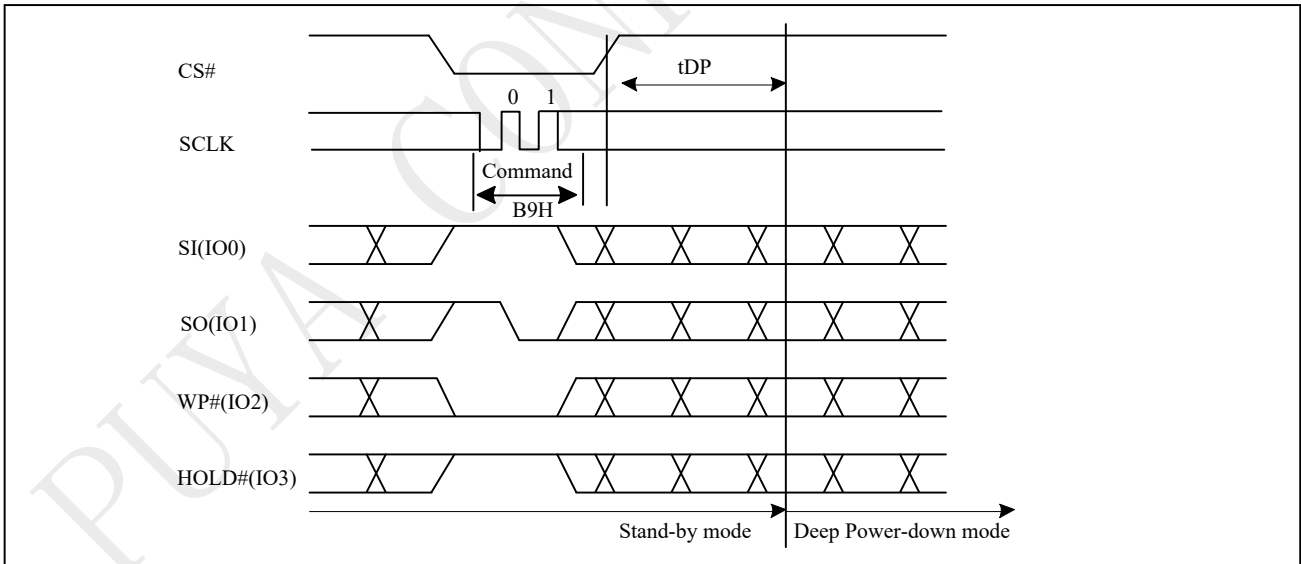 CS#
tDP
0 1
SCLK
Command
B9H
SI(IO0)
SO(IO1)
WP#(IO2)
HOLD#(IO3)
Stand-by mode Deep Power-down mode
PUYA